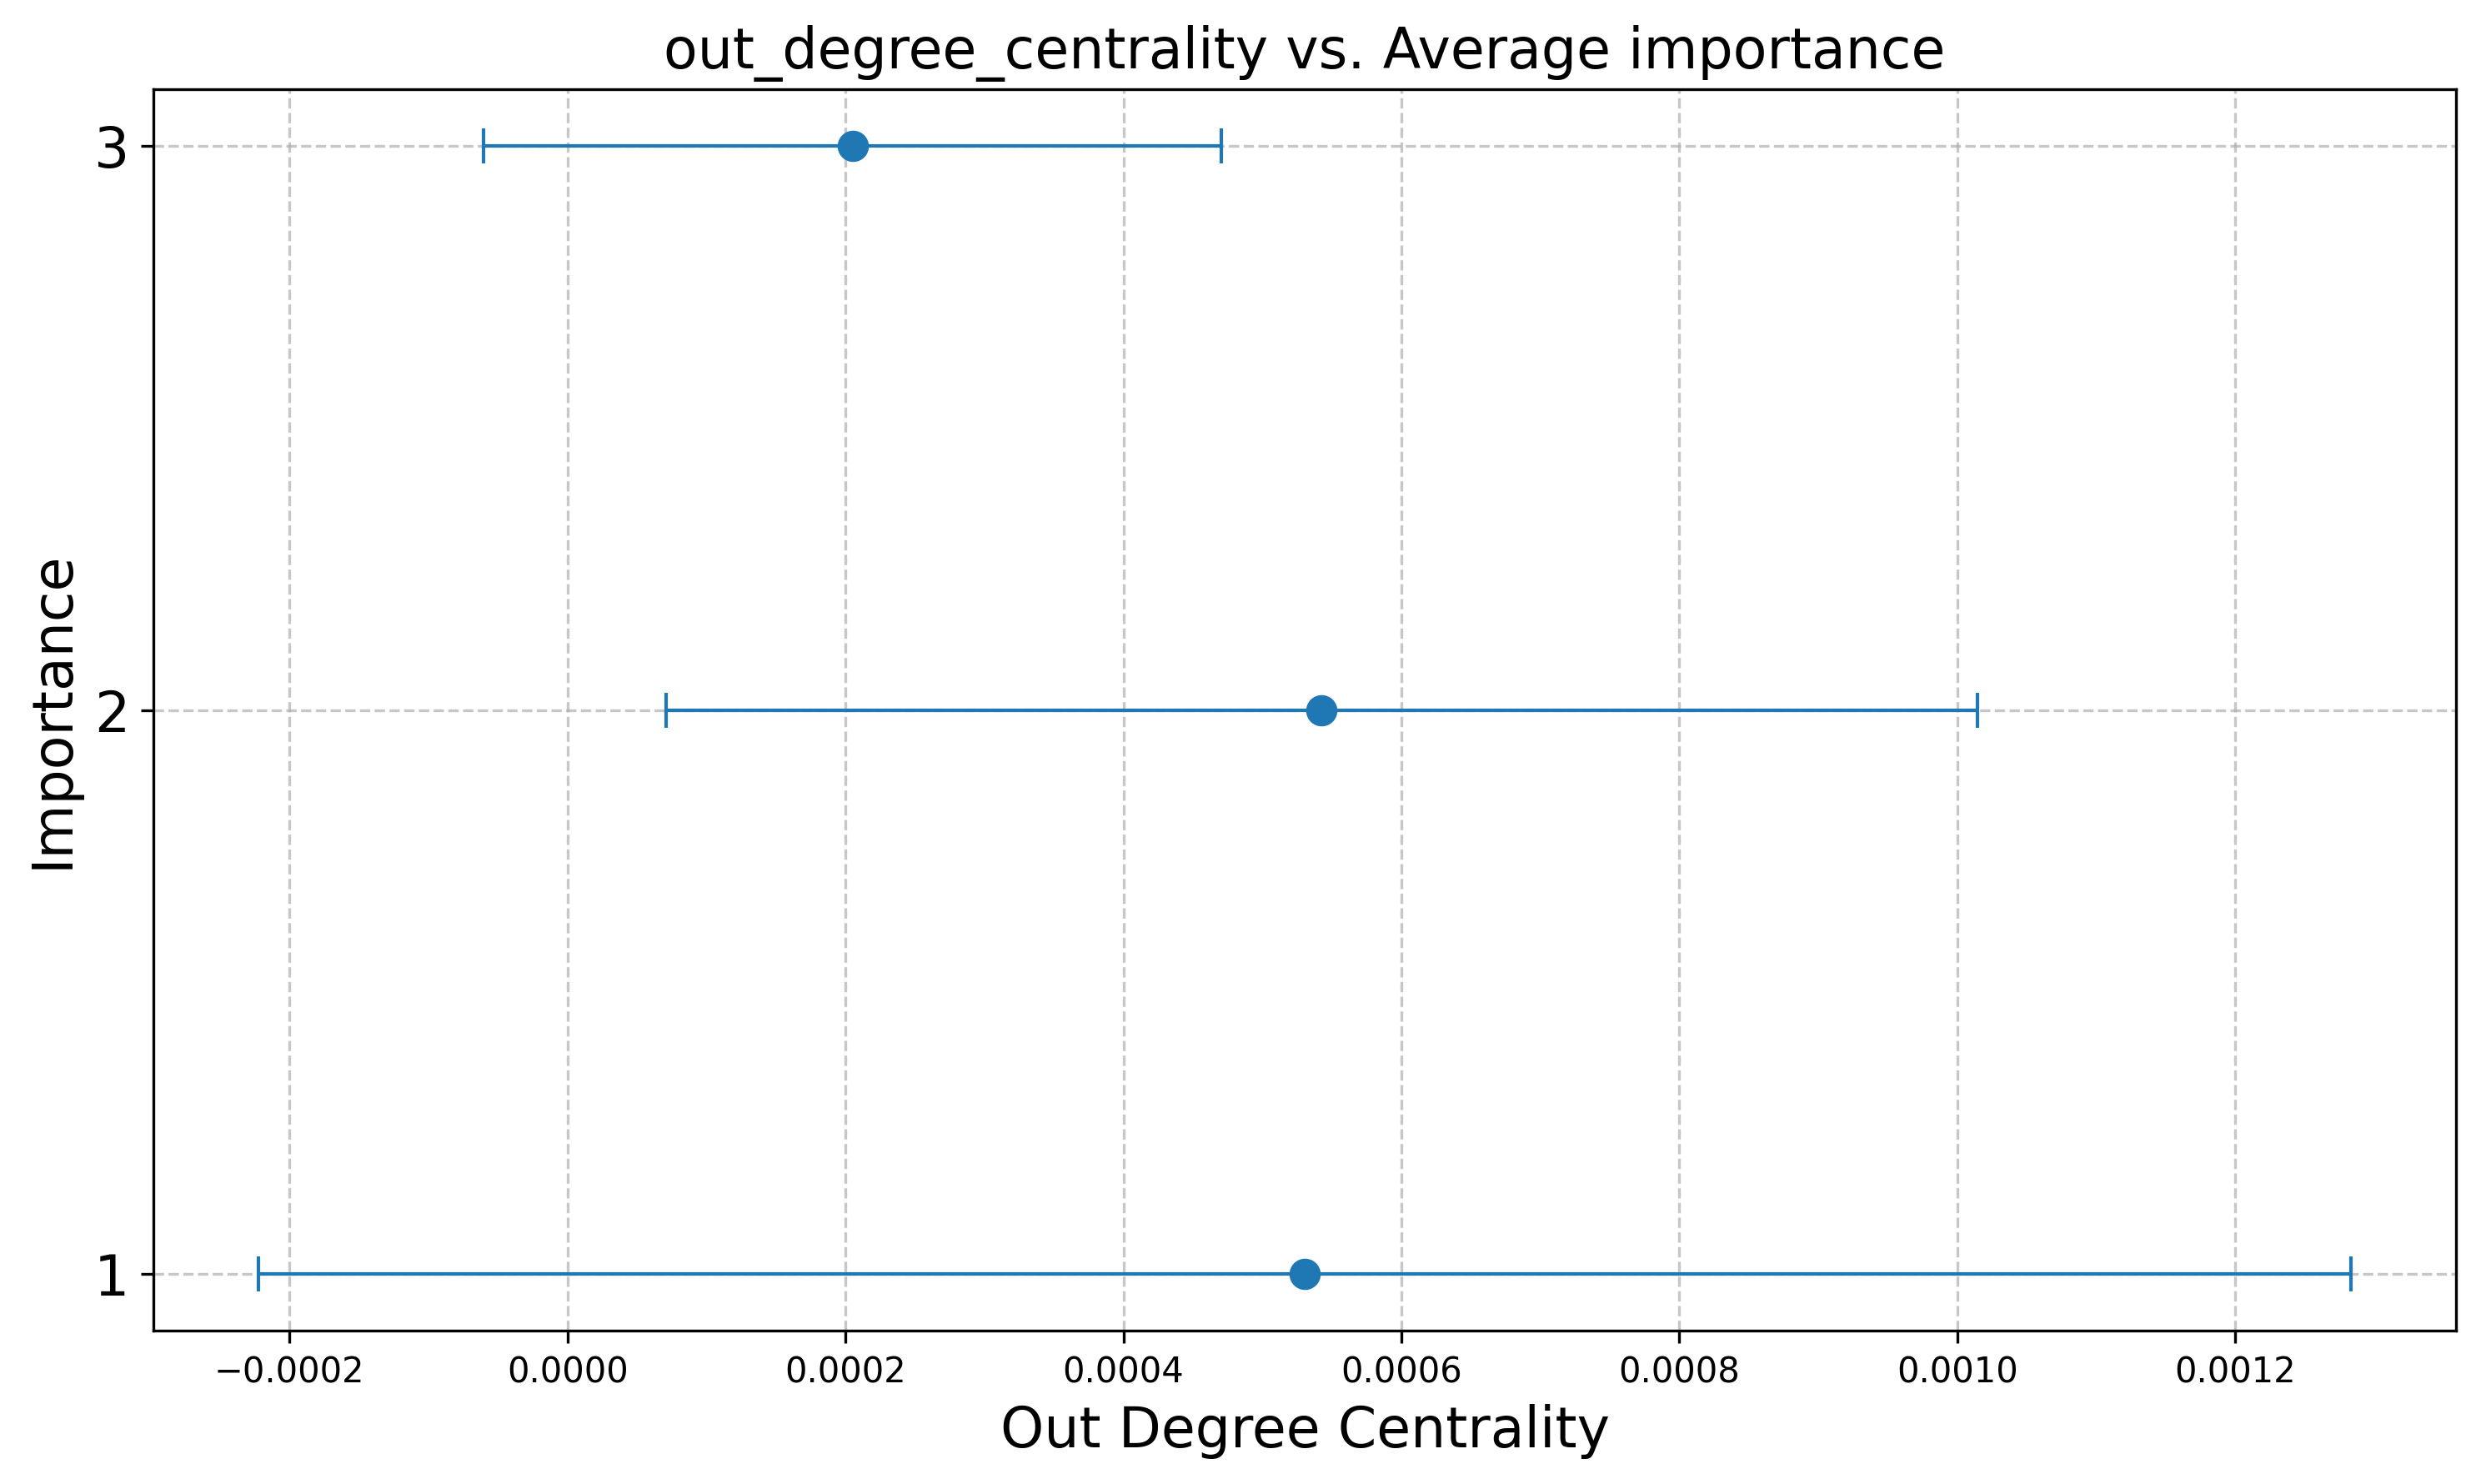 out_degree_centrality vs. Average importance
3
2
1
Importance
−0.0002 0.0000 0.0002 0.0004 0.0006 0.0008 0.0010 0.0012
Out Degree Centrality